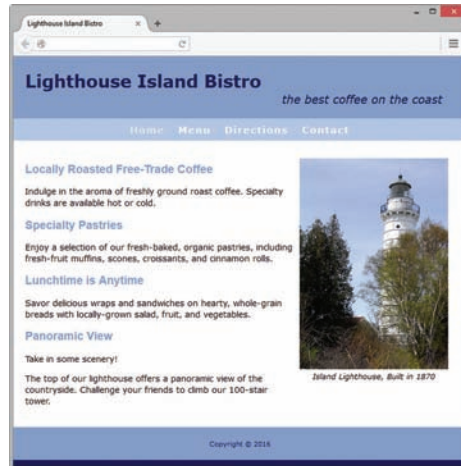 Lighthouse Island Bistro
Lighthouse Island Bistro
the best coffee on the coast
Home Menu Directions Contact
Locally Roasted Free-Trade Coffee
Indulge in the aroma of freshly ground roast coffee. Specialty
drinks are available hot or cold.
Specialty Pastries
Enjoy a selection of our fresh-baked, organic pastries, including
fresh-fruit muffins, scones, croissants, and cinnamon rolls.
Lunchtime is Anytime
Savor delicious wraps and sandwiches on hearty, whole-grain
breads with locally-grown salad, fruit, and vegetables.
Panoramic View
Take in some scenery!
The top of our lighthouse offers a panoramic view of the
countryside. Challenge your friends to climb our 100-stair
tower.
Island Lighthouse, Built in 1870
Copyright © 2016